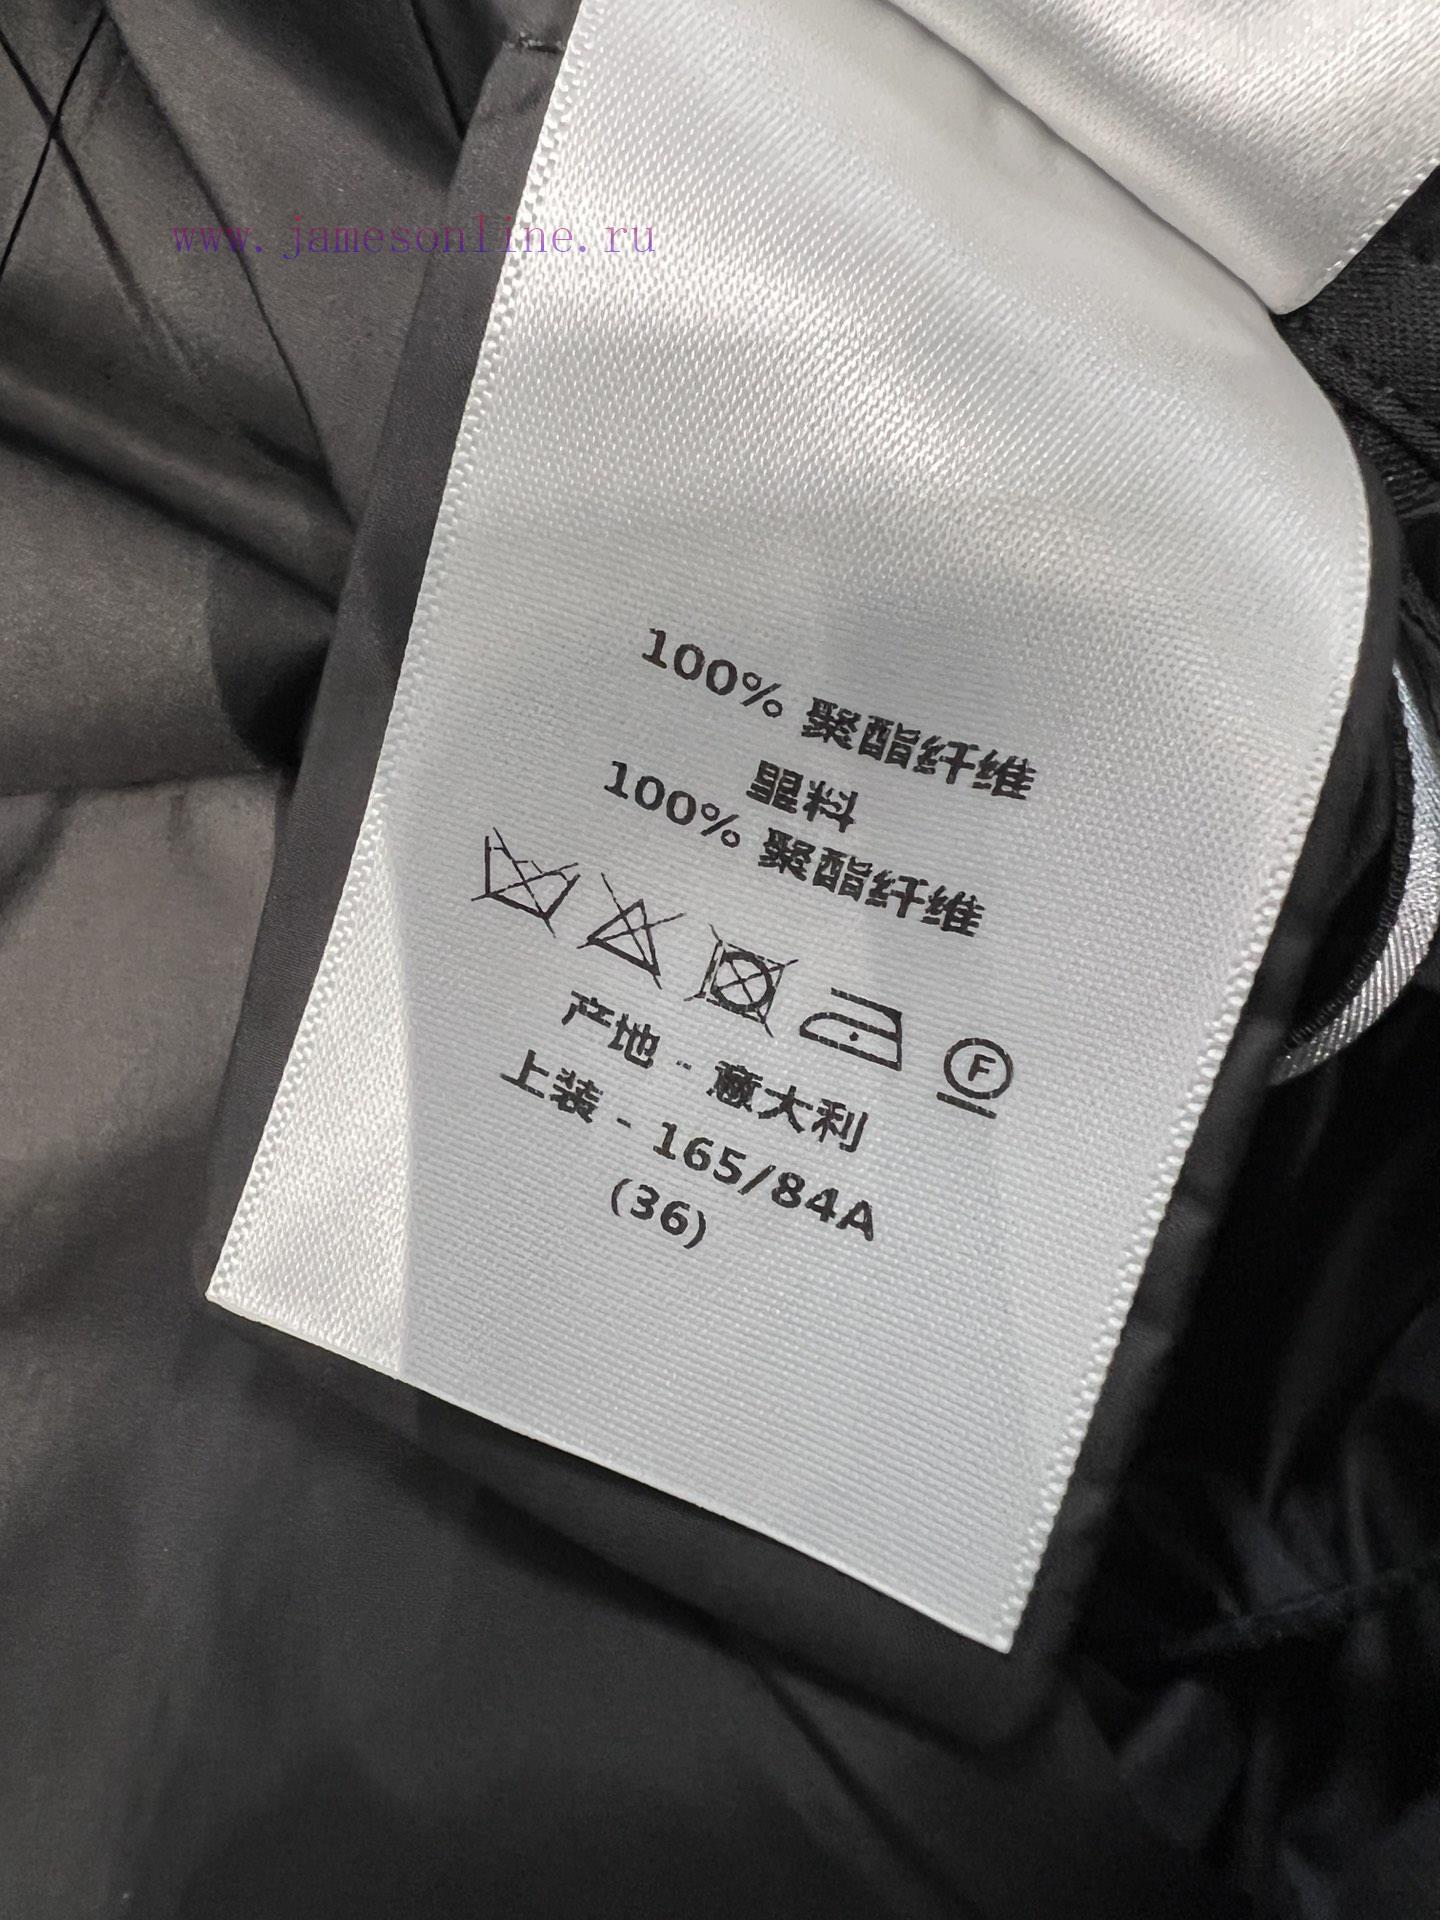 www.jamesonline.ru
100% 聚酯纤维
里料
100% 聚酯纤维
F
产地 - 意大利
上装 - 165/84A
(36)